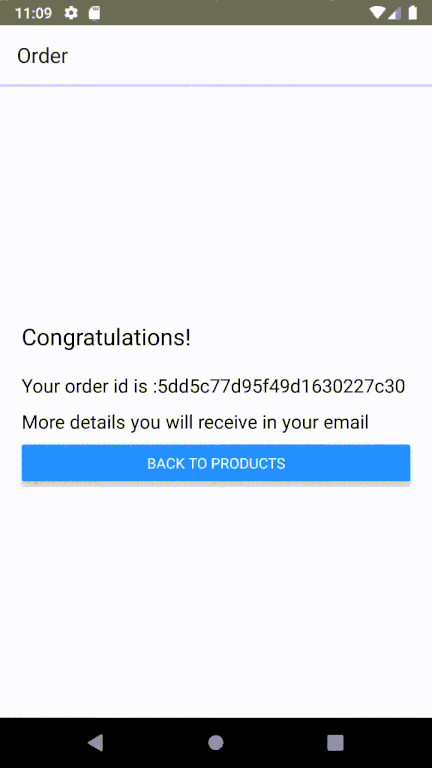 11:09
Order
Congratulations!
Your order id is :5dd5c77d95f49d1630227c30
More details you will receive in your email
BACK TO PRODUCTS